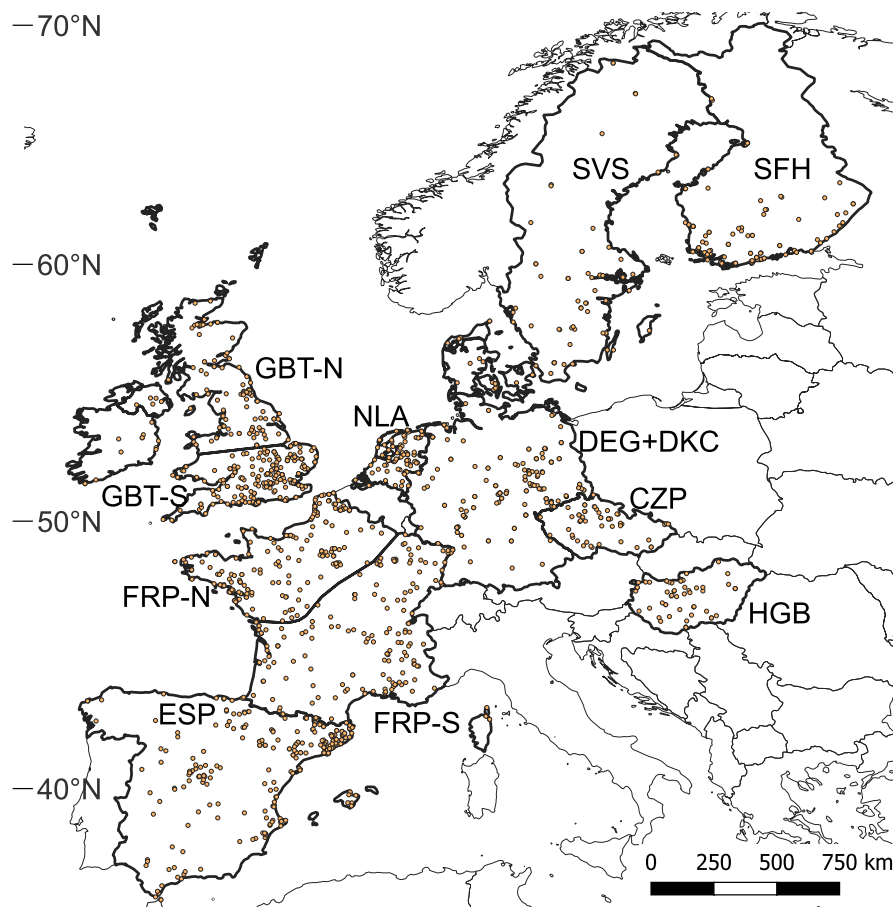 70°N
SVS
SFH
60°N
GBT-N
NLA
DEG+DKC
GBT-S
CZP
50°N
FRP-N
HGB
ESP
FRP-S
40°N
0 250 500 750 km